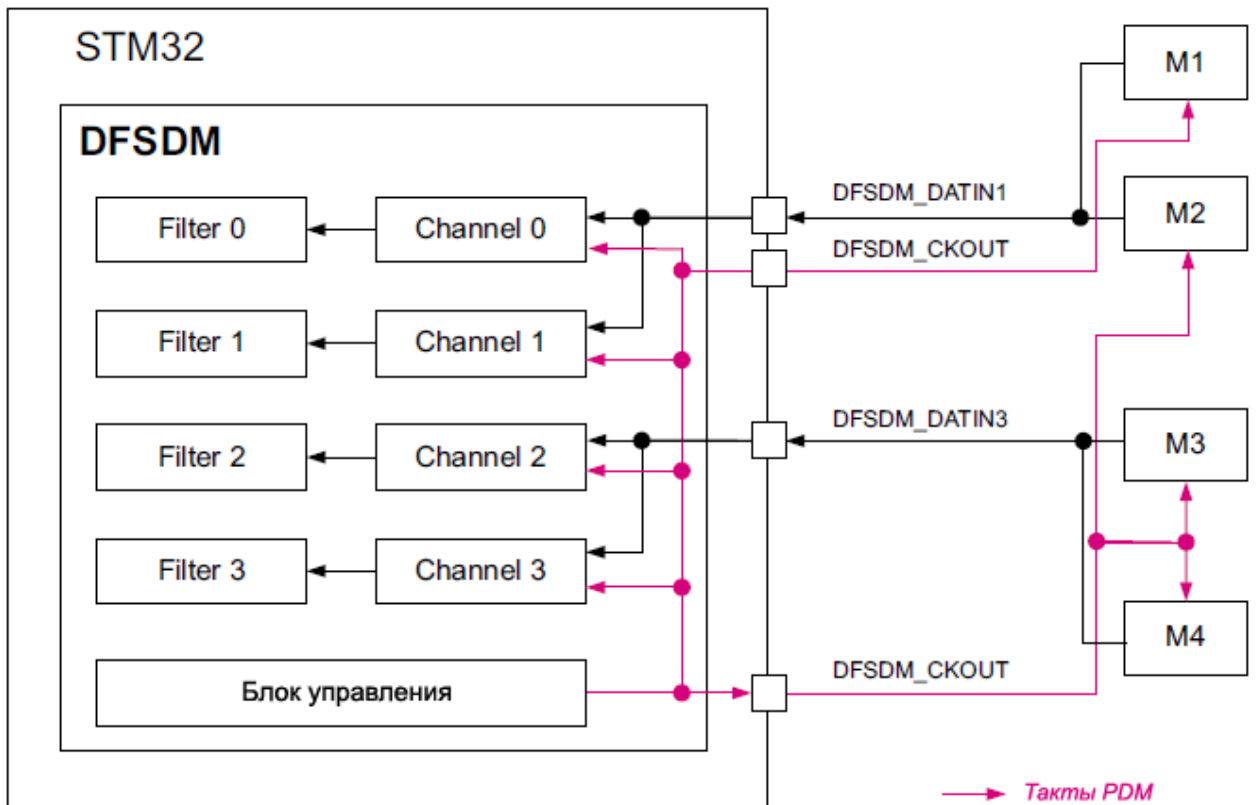 STM32
DFSDM
Filter 0
Channel 0
Filter 1
Channel 1
Filter 2
Channel 2
Filter 3
Channel 3
Блок управления
DFSDM_DATIN1
DFSDM_CKOUT
DFSDM_DATIN3
DFSDM_CKOUT
M1
M2
M3
M4
Такты PDM